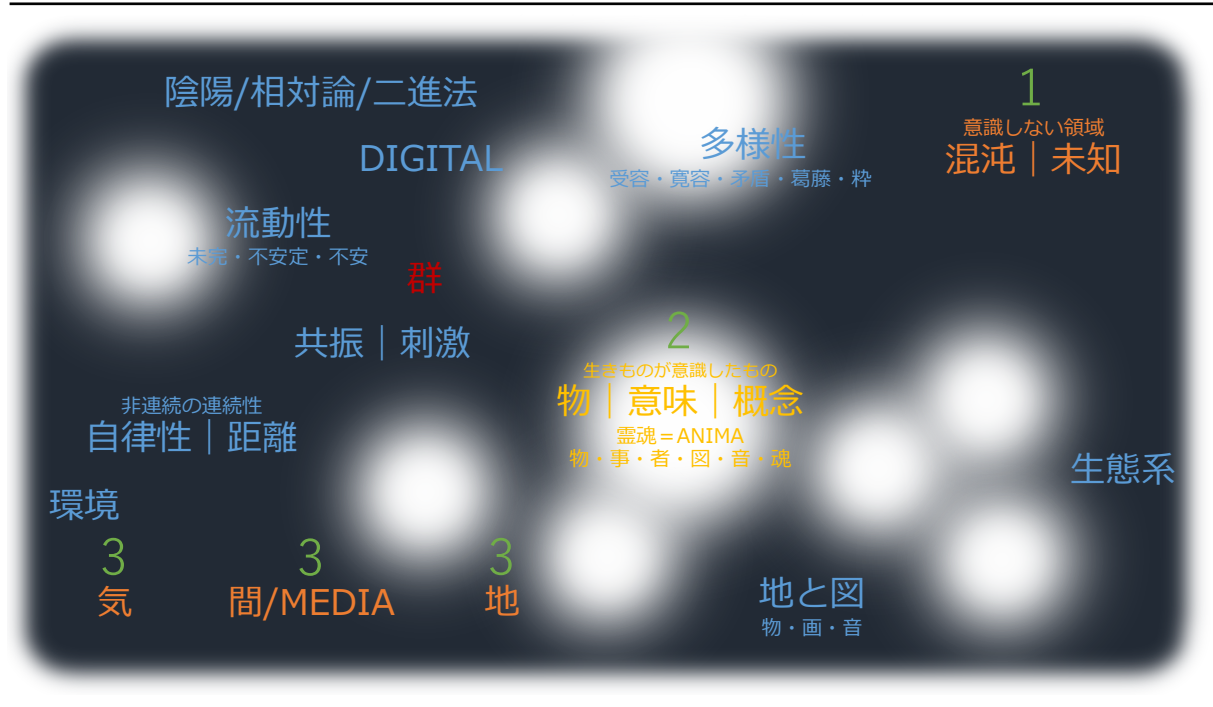 陰陽/相対論/二進法
DIGITAL
多様性
受容・寛容・矛盾・葛藤・粋
1
意識しない領域
混沌｜未知
流動性
未完・不安定・不安
群
共振｜刺激
2
生きものが意識したもの
物｜意味｜概念
霊魂＝ANIMA
物・事・者・図・音・魂
非連続の連続性
自律性｜距離
生態系
環境
3
気
3
間/MEDIA
3
地
地と図
物・画・音